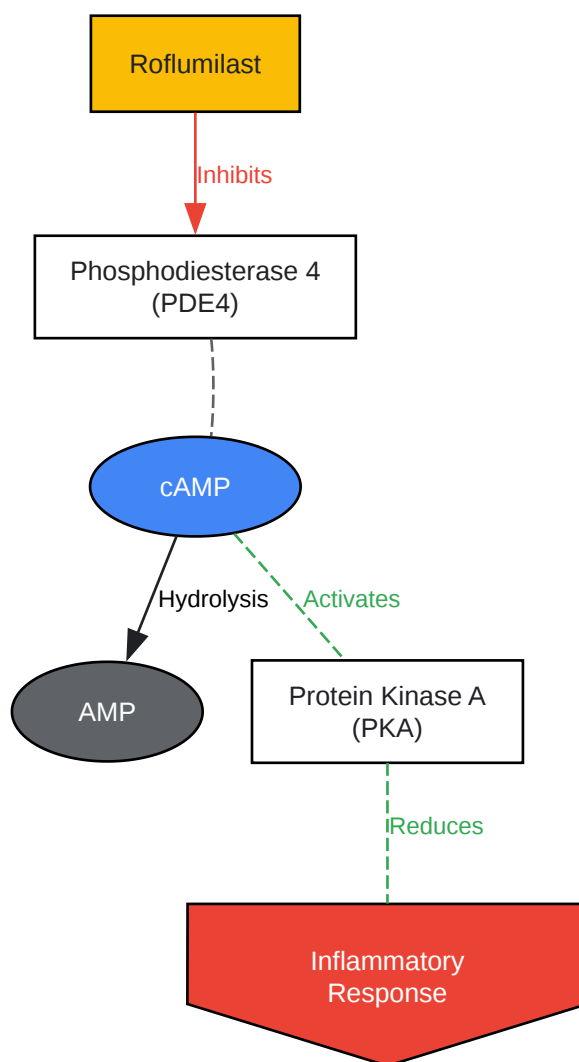 Roflumilast
Inhibits
Phosphodiesterase 4
(PDE4)
cAMP
Hydrolysis
Activates
AMP
Protein Kinase A
(PKA)
Reduces
Inflammatory
Response